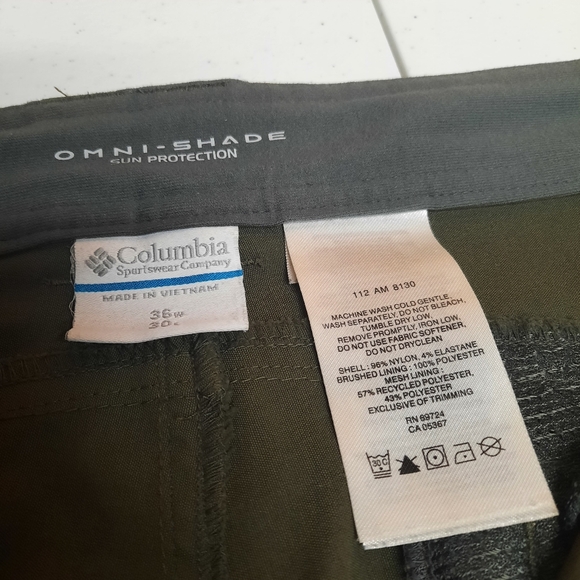 OMNI-SHADE
SUN PROTECTION
Columbia
Sportswear Company
MADE IN VIETNAM
36W
30L
112 AM 8130
MACHINE WASH COLD GENTLE,
WASH SEPARATELY, DO NOT BLEACH,
TUMBLE DRY LOW,
REMOVE PROMPTLY, IRON LOW,
DO NOT USE FABRIC SOFTENER,
DO NOT DRYCLEAN
SHELL: 96% NYLON, 4% ELASTANE
BRUSHED LINING : 100% POLYESTER
MESH LINING :
57% RECYCLED POLYESTER,
43% POLYESTER
EXCLUSIVE OF TRIMMING
RN 69724
CA 05367
30 C